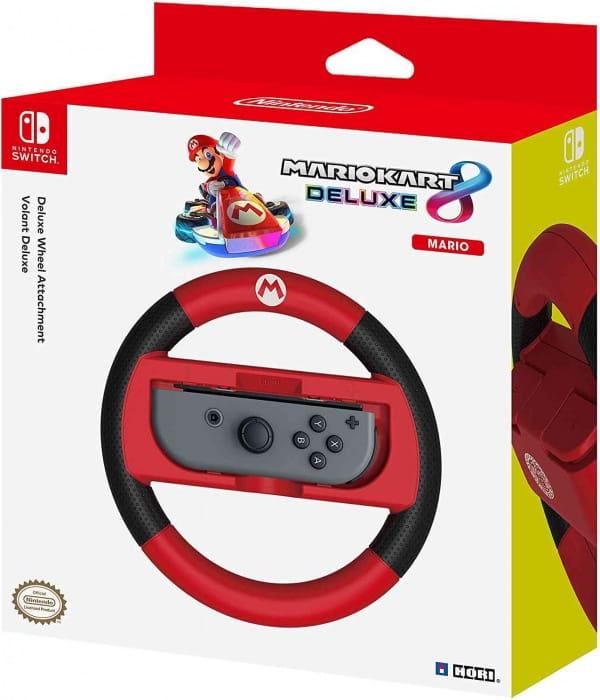 Nintendo
NINTENDO
SWITCH
Deluxe Wheel Attachment
Volant Deluxe
MARIOKART 8
DELUXE
MARIO
M
M
Y
X
B
A
Official
Nintendo
Licensed Product
HORI
NINTENDO
SWITCH